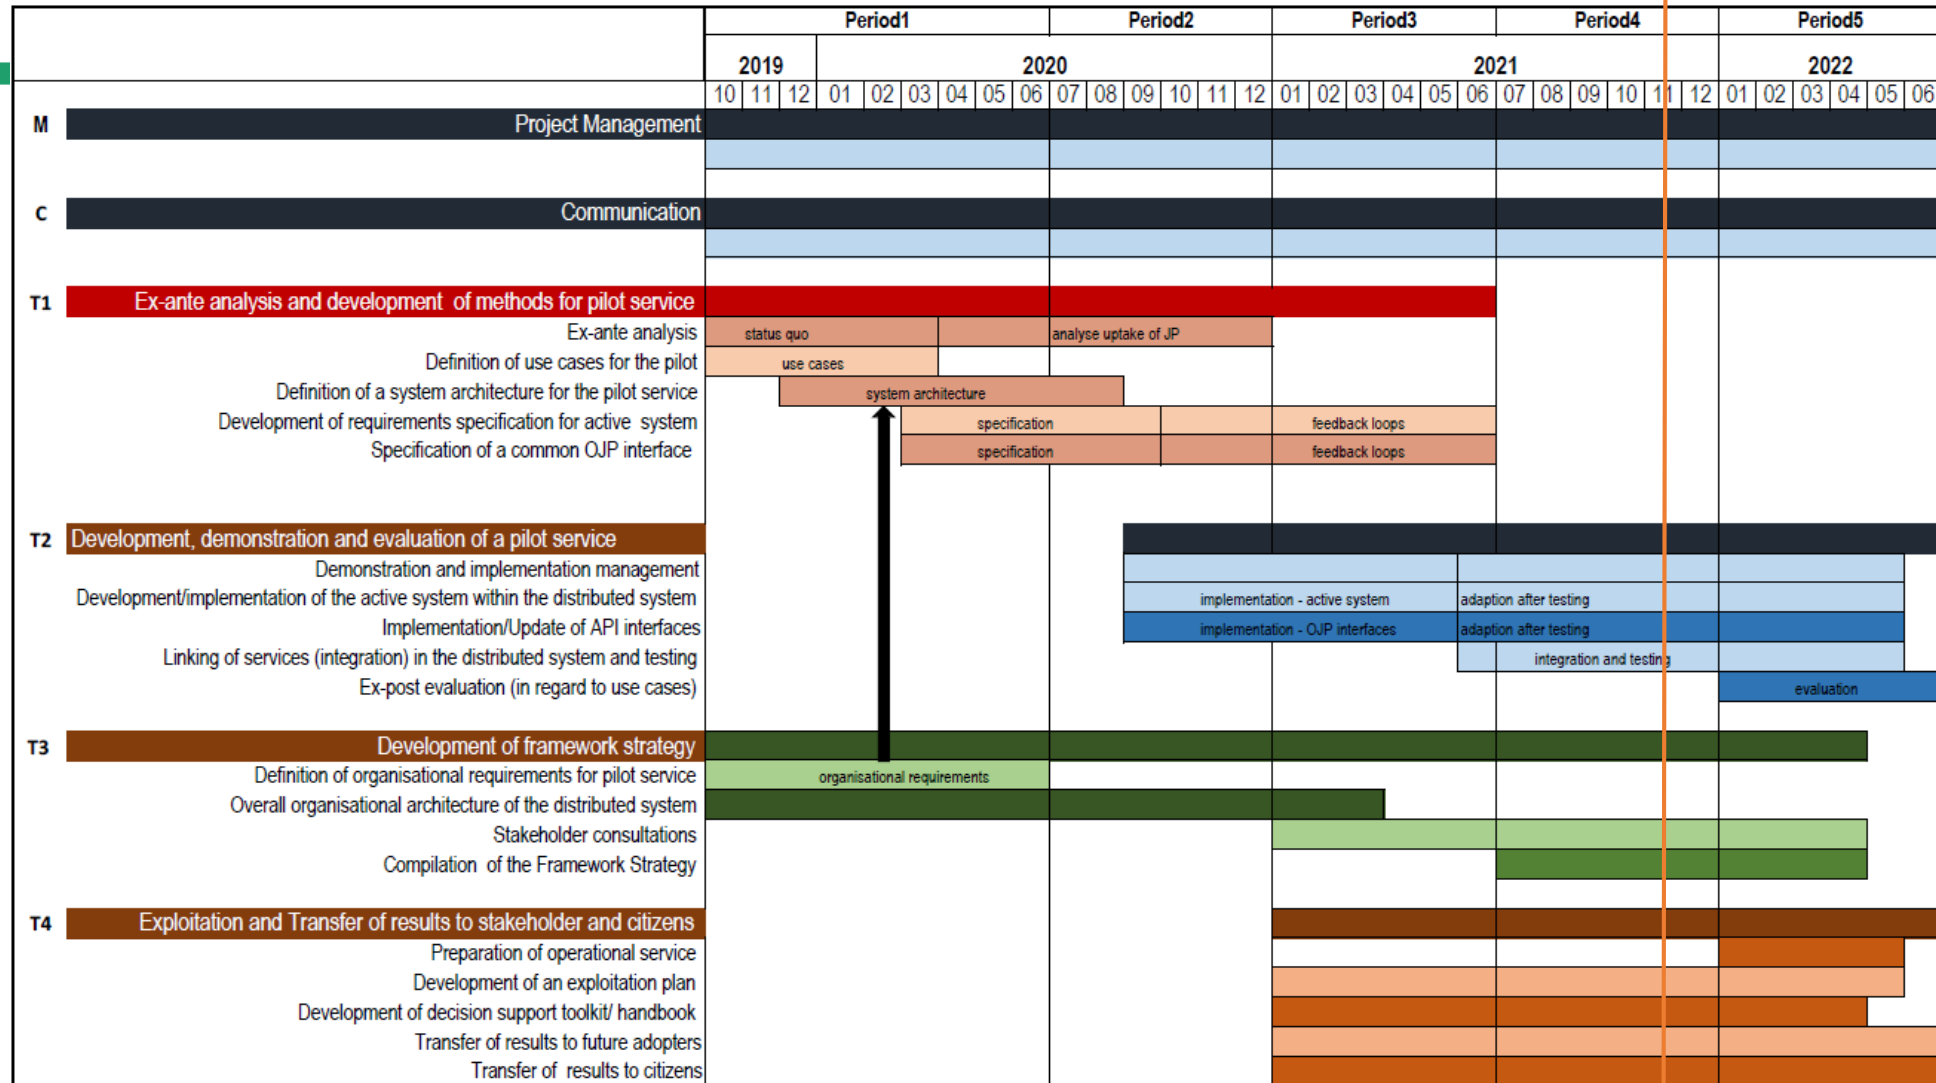 Period1 Period2 Period3 Period4 Period5
2019 2020 2021 2022
10 11 12 01 02 03 04 05 06 07 08 09 10 11 12 01 02 03 04 05 06 07 08 09 10 11 12 01 02 03 04 05 06
M Project Management
C Communication
T1 Ex-ante analysis and development of methods for pilot service
Ex-ante analysis status quo analyse uptake of JP
Definition of use cases for the pilot use cases
Definition of a system architecture for the pilot service system architecture
Development of requirements specification for active system specification feedback loops
Specification of a common OJP interface specification feedback loops
T2 Development, demonstration and evaluation of a pilot service
Demonstration and implementation management
Development/implementation of the active system within the distributed system implementation - active system adaption after testing
Implementation/Update of API interfaces implementation - OJP interfaces adaption after testing
Linking of services (integration) in the distributed system and testing integration and testing
Ex-post evaluation (in regard to use cases) evaluation
T3 Development of framework strategy
Definition of organisational requirements for pilot service organisational requirements
Overall organisational architecture of the distributed system
Stakeholder consultations
Compilation of the Framework Strategy
T4 Exploitation and Transfer of results to stakeholder and citizens
Preparation of operational service
Development of an exploitation plan
Development of decision support toolkit/ handbook
Transfer of results to future adopters
Transfer of results to citizens